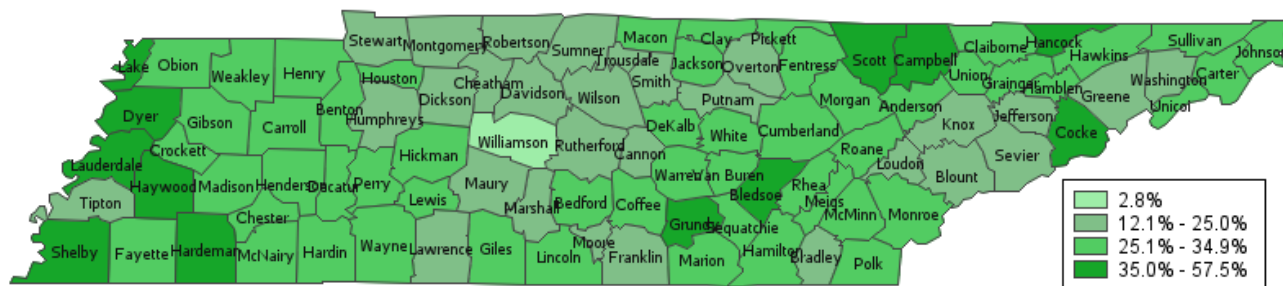 Stewart
Montgomery
Robertson
Sumner
Macon
Clay
Pickett
Lake
Obion
Weakley
Henry
Houston
Cheatham
Trousdale
Smith
Jackson
Overton
Fentress
Scott
Campbell
Claiborne
Hancock
Hawkins
Sullivan
Johnson
Carter
Washington
Unicoi
Greene
Hamblen
Grainger
Union
Dyer
Gibson
Carroll
Benton
Humphreys
Dickson
Davidson
Wilson
Putnam
DeKalb
White
Cumberland
Morgan
Anderson
Knox
Jefferson
Cocke
Sevier
Lauderdale
Crockett
Haywood
Madison
Henderson
Decatur
Perry
Hickman
Williamson
Rutherford
Cannon
Warren
Van Buren
Bledsoe
Rhea
Meigs
Roane
Loudon
Blount
Tipton
Chester
Lewis
Maury
Marshall
Bedford
Coffee
Grundy
Sequatchie
McMinn
Monroe
Shelby
Fayette
Hardeman
McNairy
Hardin
Wayne
Lawrence
Giles
Lincoln
Moore
Franklin
Marion
Hamilton
Bradley
Polk
2.8%
12.1% - 25.0%
25.1% - 34.9%
35.0% - 57.5%